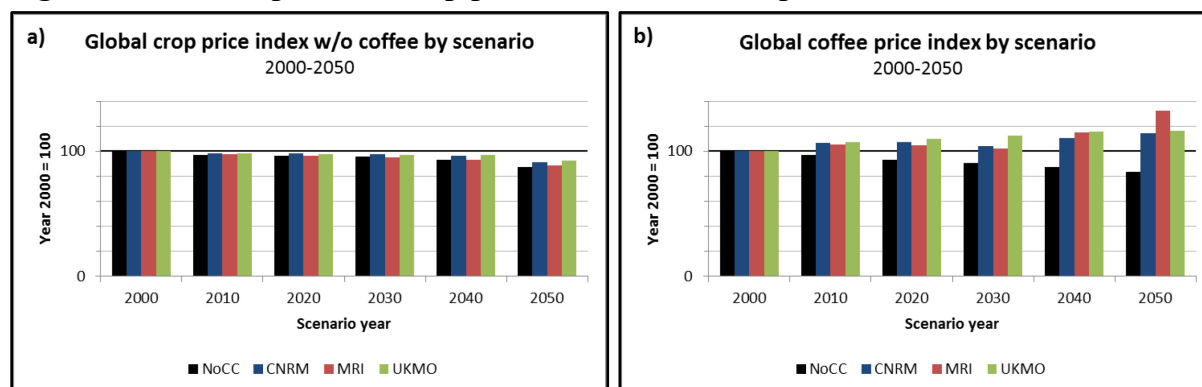 a)
Global crop price index w/o coffee by scenario
2000-2050
Year 2000 = 100
100
0
2000 2010 2020 2030 2040 2050
Scenario year
NoCC CNRM MRI UKMO
b)
Global coffee price index by scenario
2000-2050
Year 2000 = 100
100
0
2000 2010 2020 2030 2040 2050
Scenario year
NoCC CNRM MRI UKMO